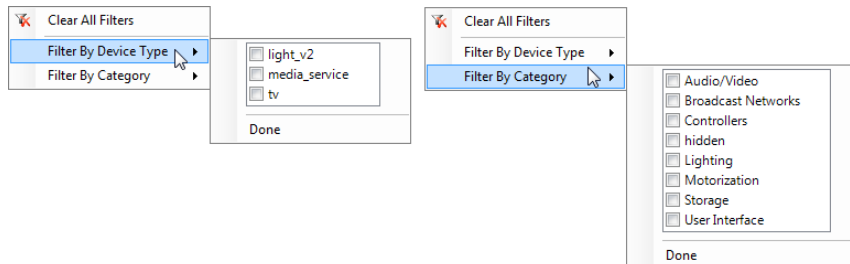 Clear All Filters
Filter By Device Type
Filter By Category
light_v2
media_service
tv
Done
Clear All Filters
Filter By Device Type
Filter By Category
Audio/Video
Broadcast Networks
Controllers
hidden
Lighting
Motorization
Storage
User Interface
Done